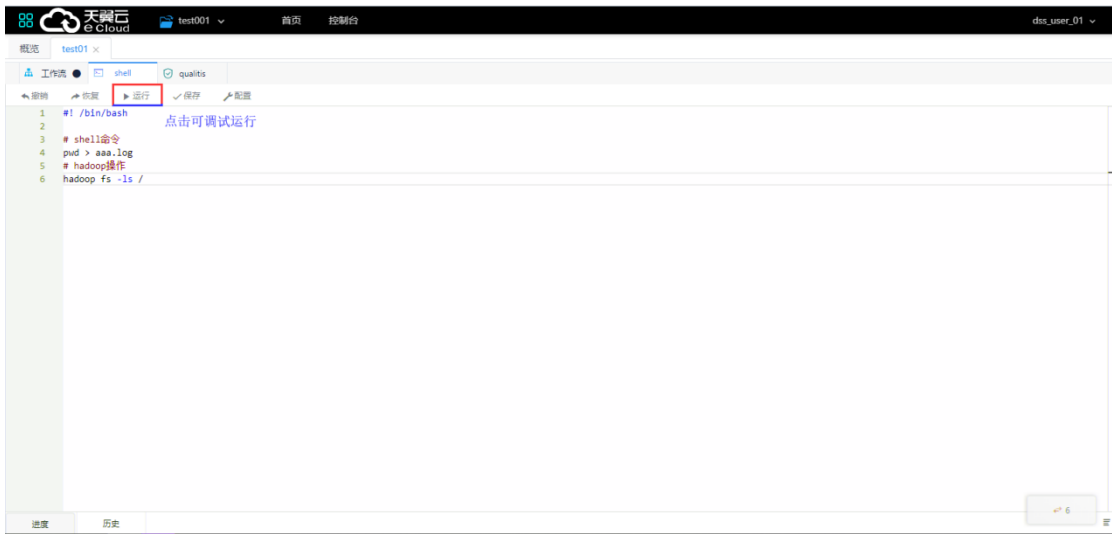 天翼云 e Cloud test001 首页 控制台 dss_user_01
概览 test01 ×
工作流 shell qualitis
撤销 恢复 运行 保存 配置
点击可调试运行
1 #! /bin/bash
2
3 # shell命令
4 pwd > aaa.log
5 # hadoop操作
6 hadoop fs -ls /
6
进度 历史